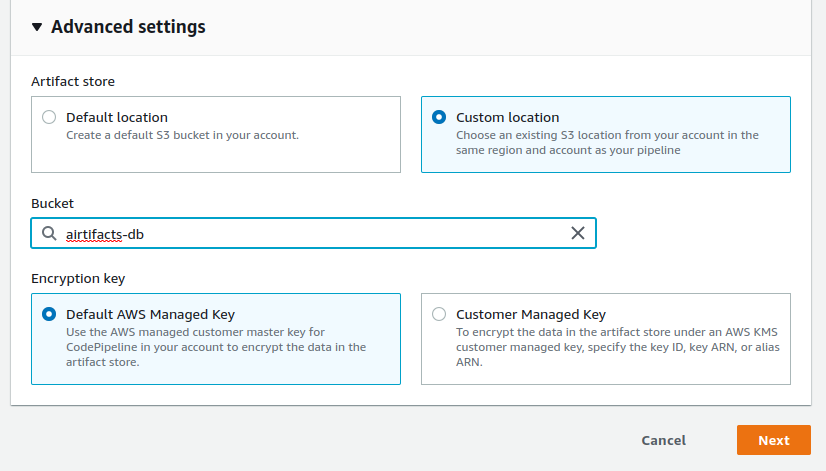 Advanced settings
Artifact store
Default location
Create a default S3 bucket in your account.
Custom location
Choose an existing S3 location from your account in the
same region and account as your pipeline
Bucket
airtifacts-db
Encryption key
Default AWS Managed Key
Use the AWS managed customer master key for
CodePipeline in your account to encrypt the data in the
artifact store.
Customer Managed Key
To encrypt the data in the artifact store under an AWS KMS
customer managed key, specify the key ID, key ARN, or alias
ARN.
Cancel
Next